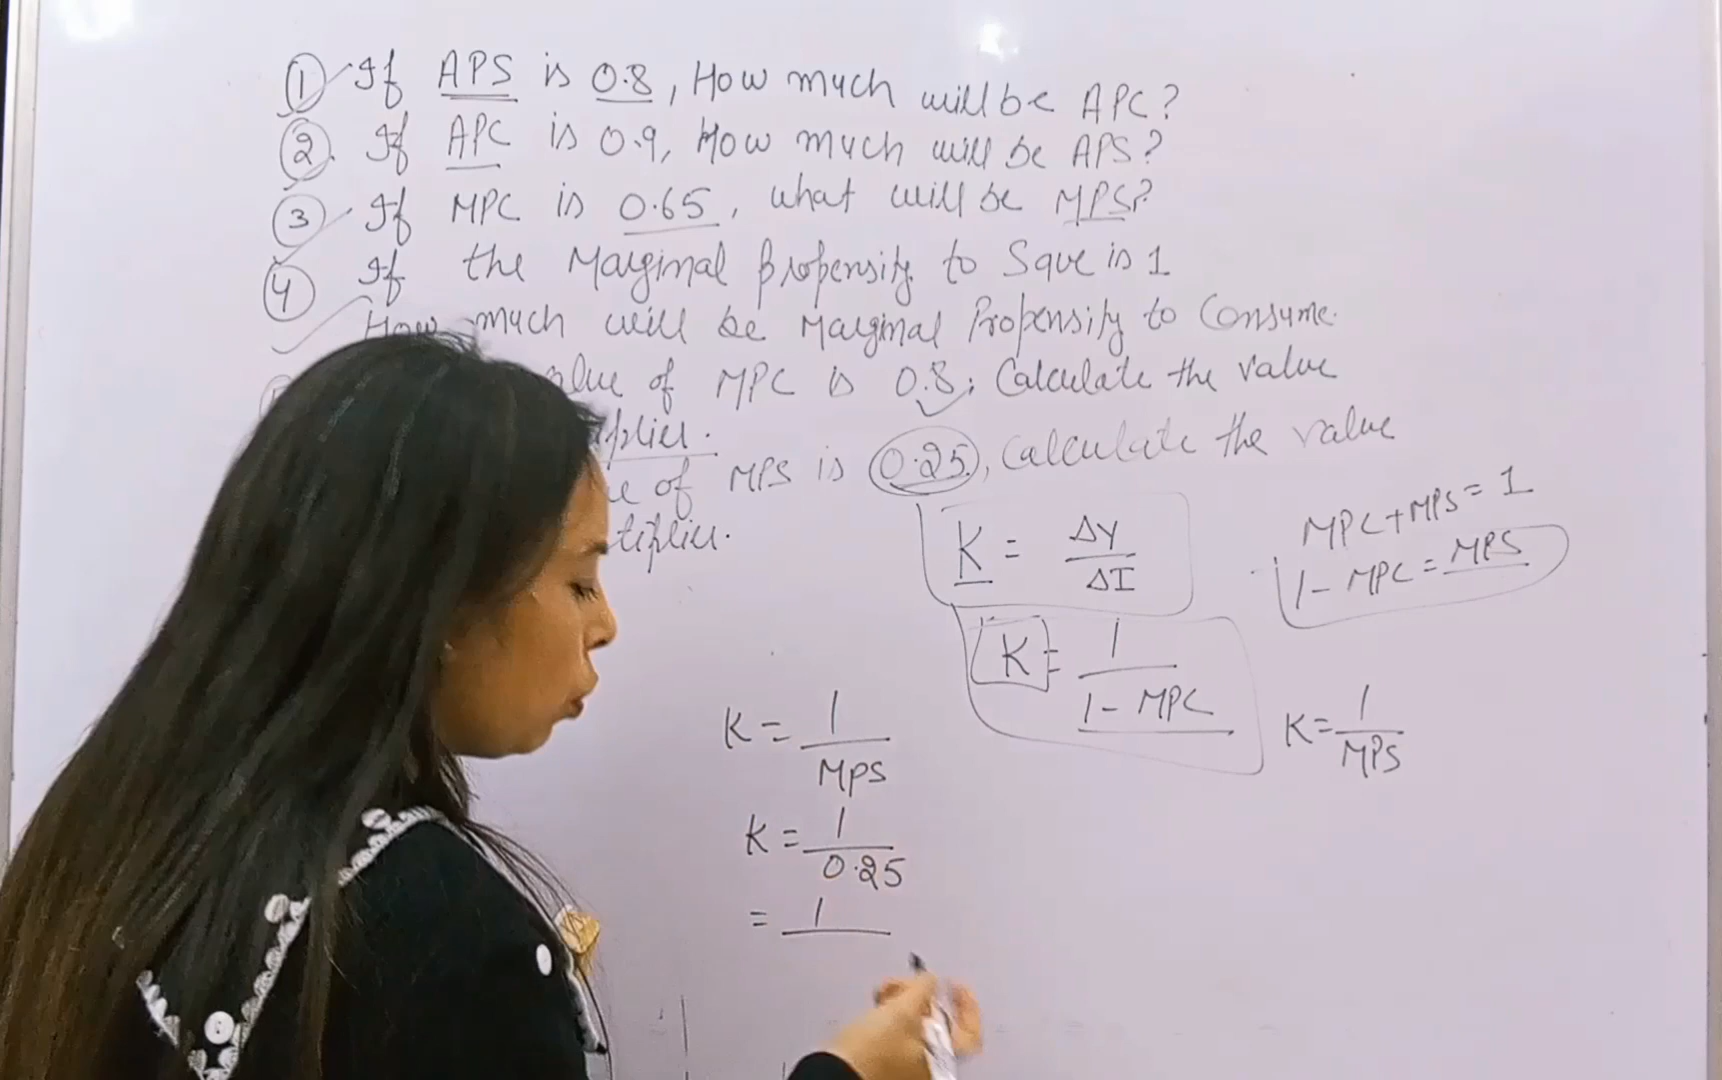 ① If APS is 0.8, How much will be APC?
②. If APC is 0.9, How much will be APS?
③ If MPC is 0.65, what will be MPS?
④ If the Marginal Propensity to Save is 1
How much will be Marginal Propensity to Consume.
of MPC is 0.8; Calculate the value
of MPS is 0.25, Calculate the value
K = ΔY/ΔI
MPC+MPS=1
1-MPC=MPS
K= 1/1-MPC
K=1/MPS
K= 1/MPS
K= 1/0.25
= 1